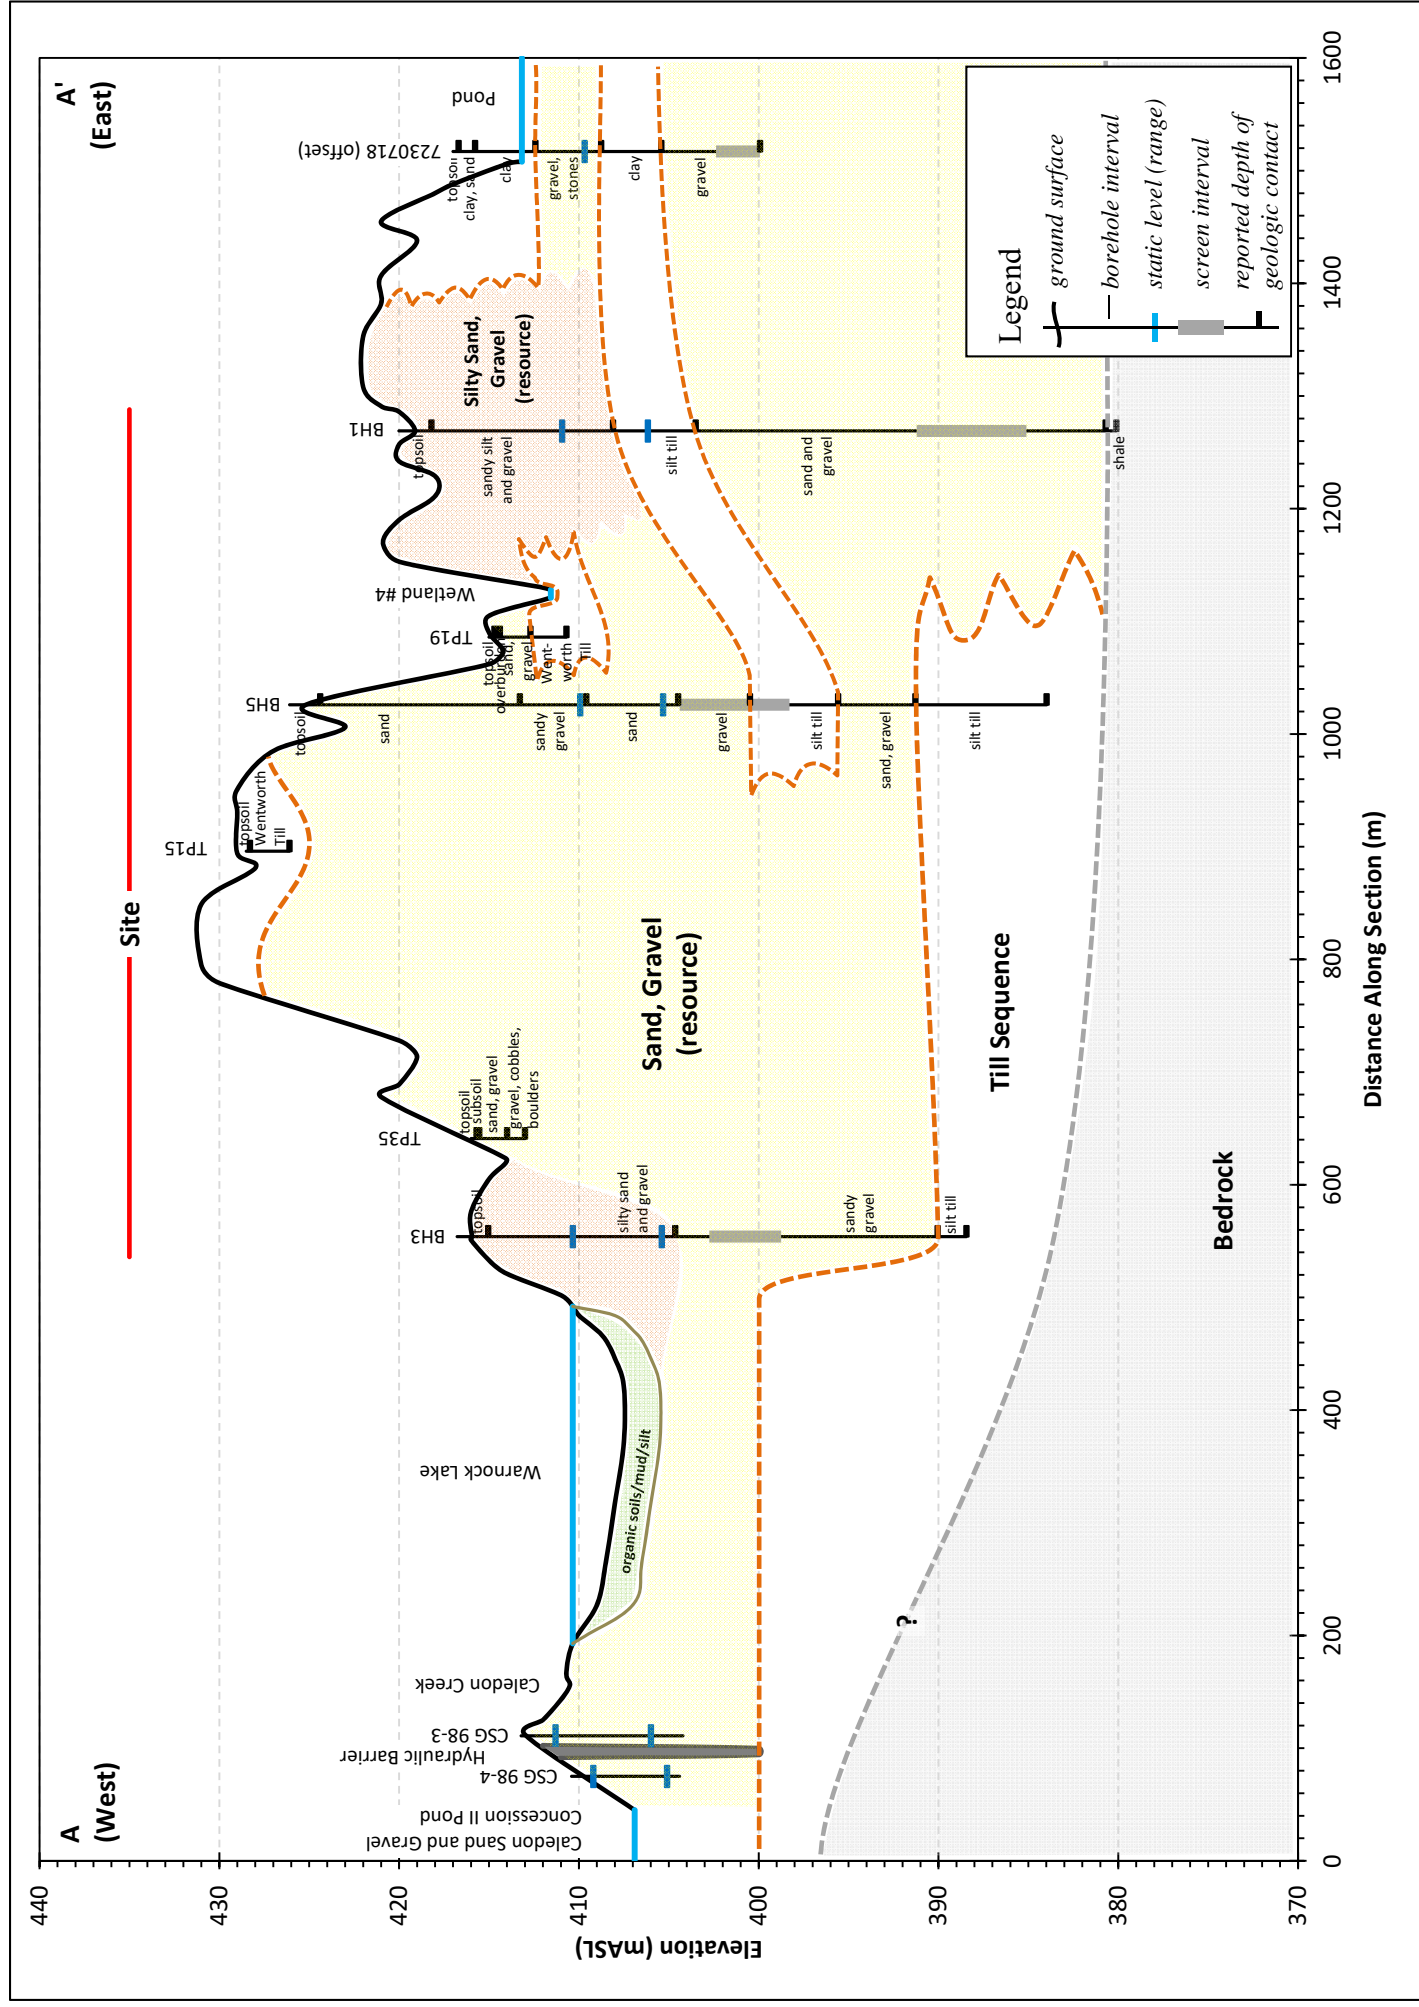 A
(West)
A'
(East)
Site
440
430
420
410
400
390
380
370
Elevation (mASL)
0
200
400
600
800
1000
1200
1400
1600
Distance Along Section (m)
Caledon Sand and Gravel
Concession II Pond
CSG 98-4
Hydraulic Barrier
CSG 98-3
Caledon Creek
Warnock Lake
organic soils/mud/silt
BH3
topsoil
silty sand
and gravel
sandy
gravel
silt till
TP35
topsoil
subsoil
sand, gravel
gravel, cobbles,
boulders
Sand, Gravel
(resource)
Till Sequence
Bedrock
?
TP15
topsoil
Wentworth
Till
BH5
topsoil
sand
sandy
gravel
sand
gravel
silt till
sand, gravel
silt till
TP19
topsoil
overburden
sand,
gravel
Went-
worth
Till
Wetland #4
BH1
topsoil
sandy silt
and gravel
silt till
sand and
gravel
shale
Silty Sand,
Gravel
(resource)
7230718 (offset)
topsoil
clay, sand
clay
gravel,
stones
clay
gravel
Pond
Legend
ground surface
borehole interval
static level (range)
screen interval
reported depth of
geologic contact